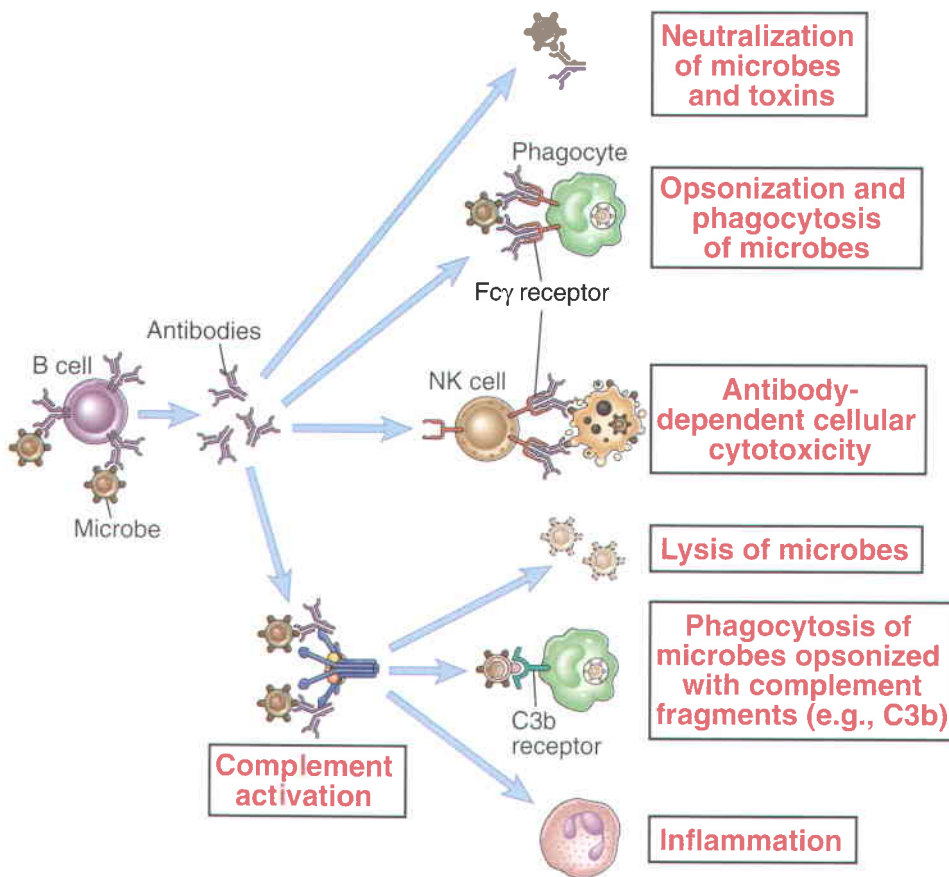 Neutralization
of microbes
and toxins
Phagocyte
Opsonization and
phagocytosis
of microbes
Fcγ receptor
Antibodies
B cell
NK cell
Antibody-
dependent cellular
cytotoxicity
Microbe
Lysis of microbes
Phagocytosis of
microbes opsonized
with complement
fragments (e.g., C3b)
C3b
receptor
Complement
activation
Inflammation